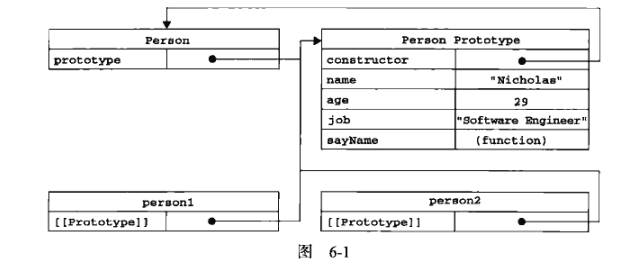 Person
prototype
Person Prototype
constructor
name "Nicholas"
age 29
job "Software Engineer"
sayName (function)
person1
[[Prototype]]
person2
[[Prototype]]
图 6-1